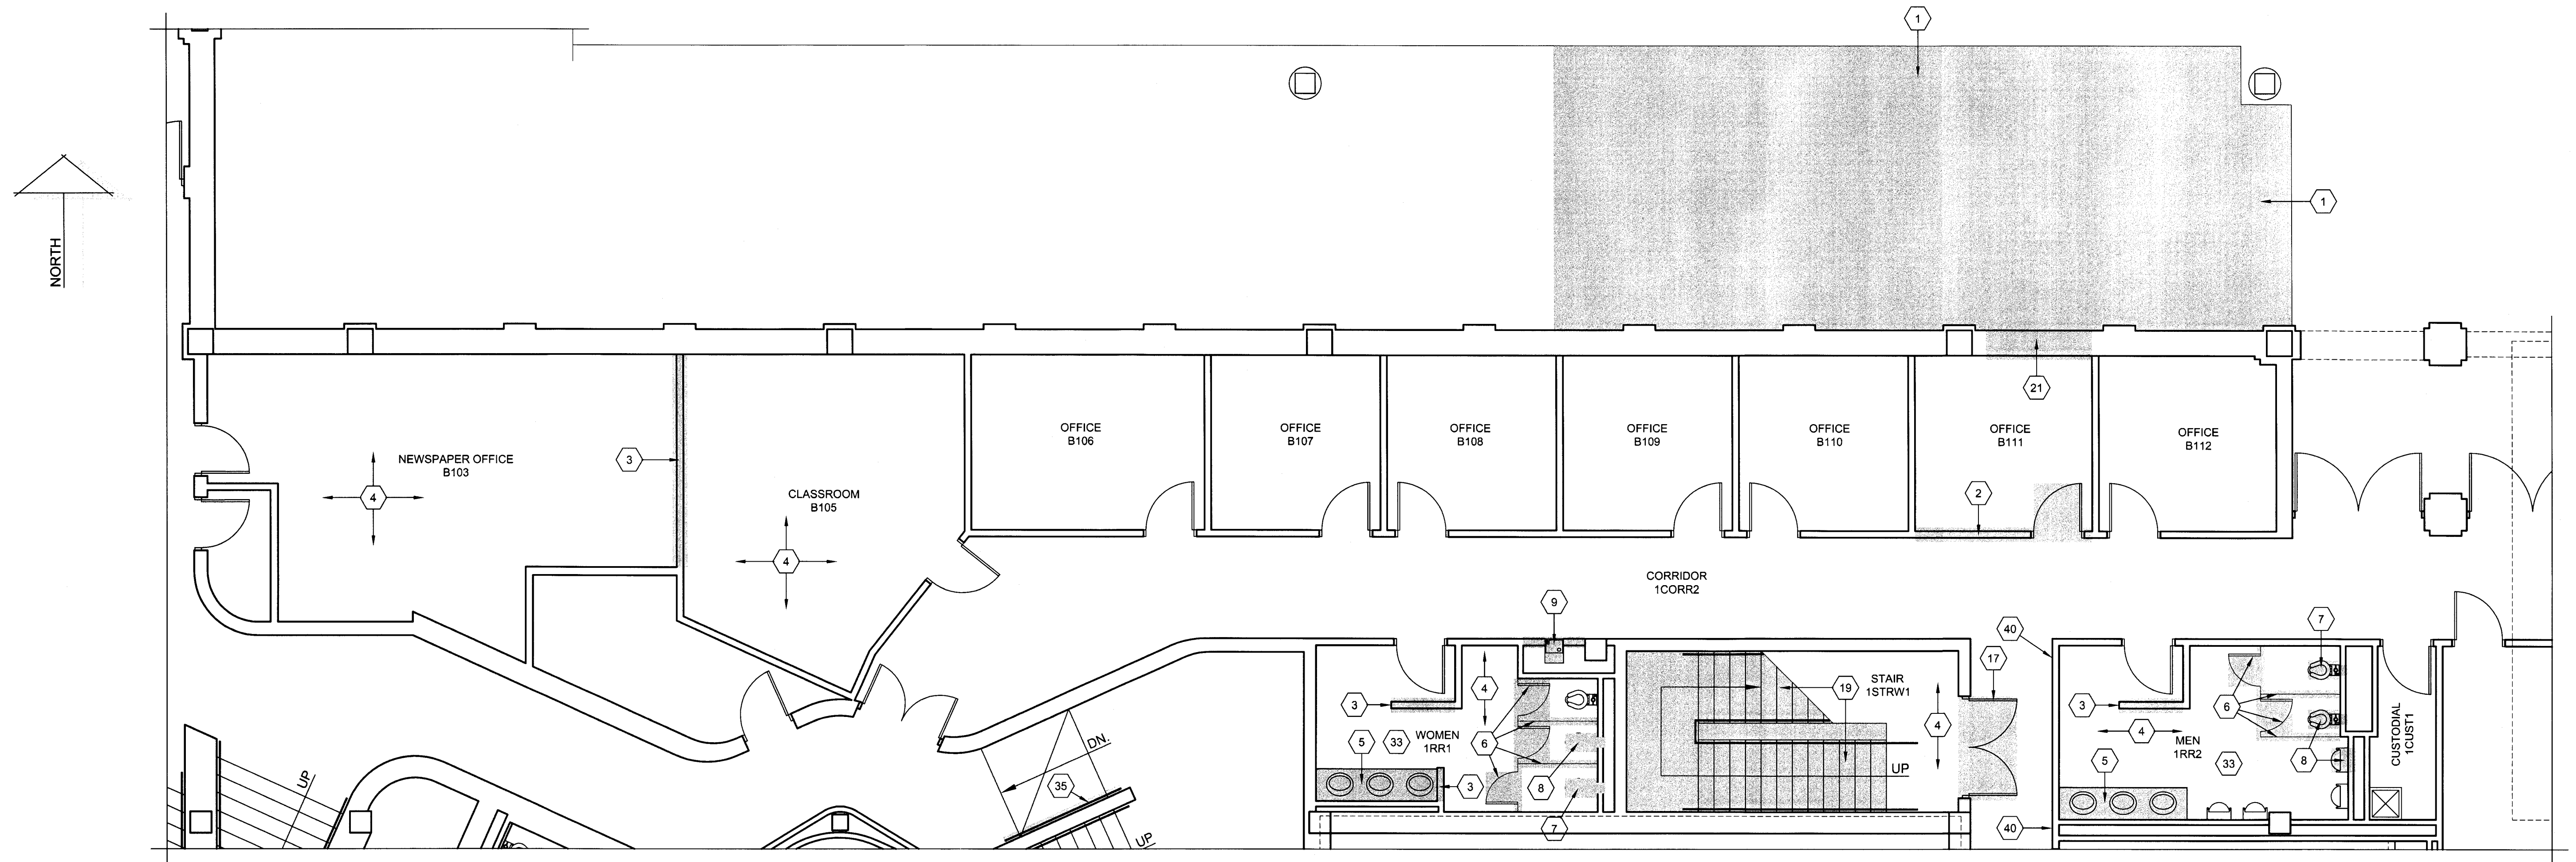 1
NORTH
1
21
OFFICE
B106
OFFICE
B107
OFFICE
B108
OFFICE
B109
OFFICE
B110
OFFICE
B111
OFFICE
B112
NEWSPAPER OFFICE
B103
3
4
CLASSROOM
B105
4
2
CORRIDOR
1CORR2
9
40
7
17
4
3
WOMEN
1RR1
5
33
6
3
8
7
19
STAIR
1STRW1
4
UP
3
4
MEN
1RR2
6
5
33
8
CUSTODIAL
1CUST1
40
DN.
35
UP
UP